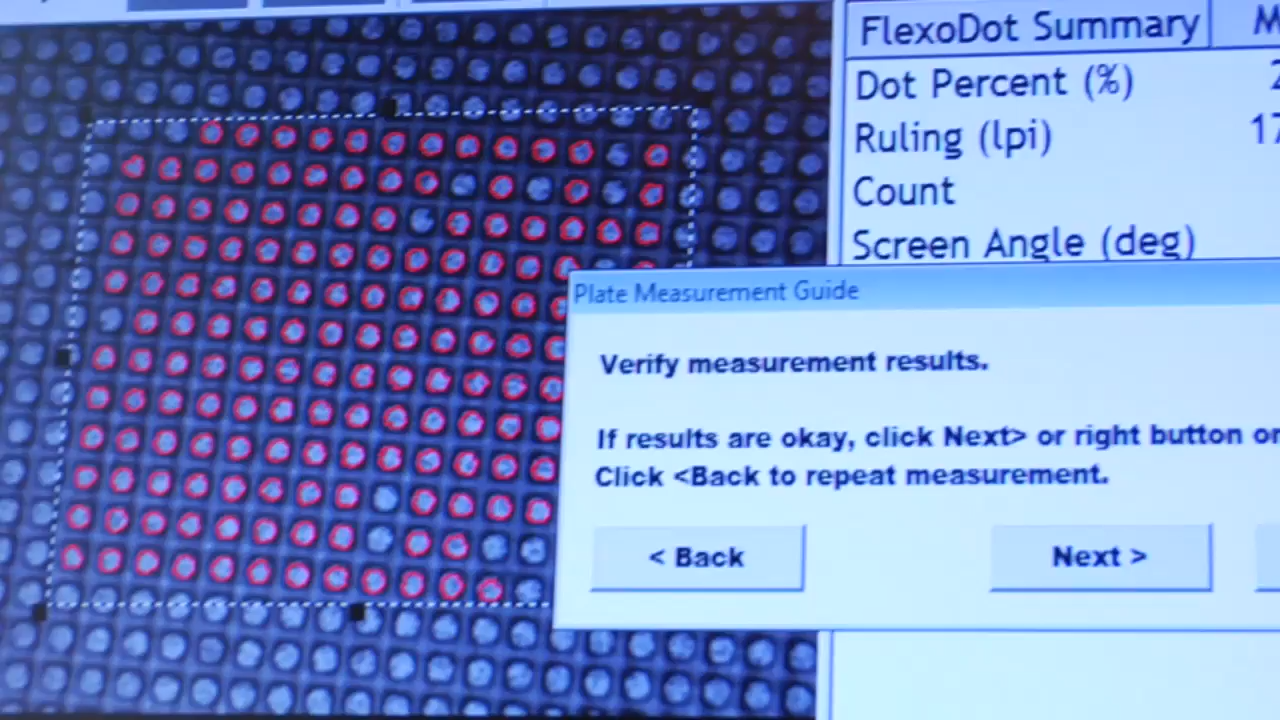 FlexoDot Summary
Dot Percent (%)
Ruling (lpi)
Count
Screen Angle (deg)
Plate Measurement Guide
Verify measurement results.
If results are okay, click Next> or right button
Click <Back to repeat measurement.
< Back
Next >